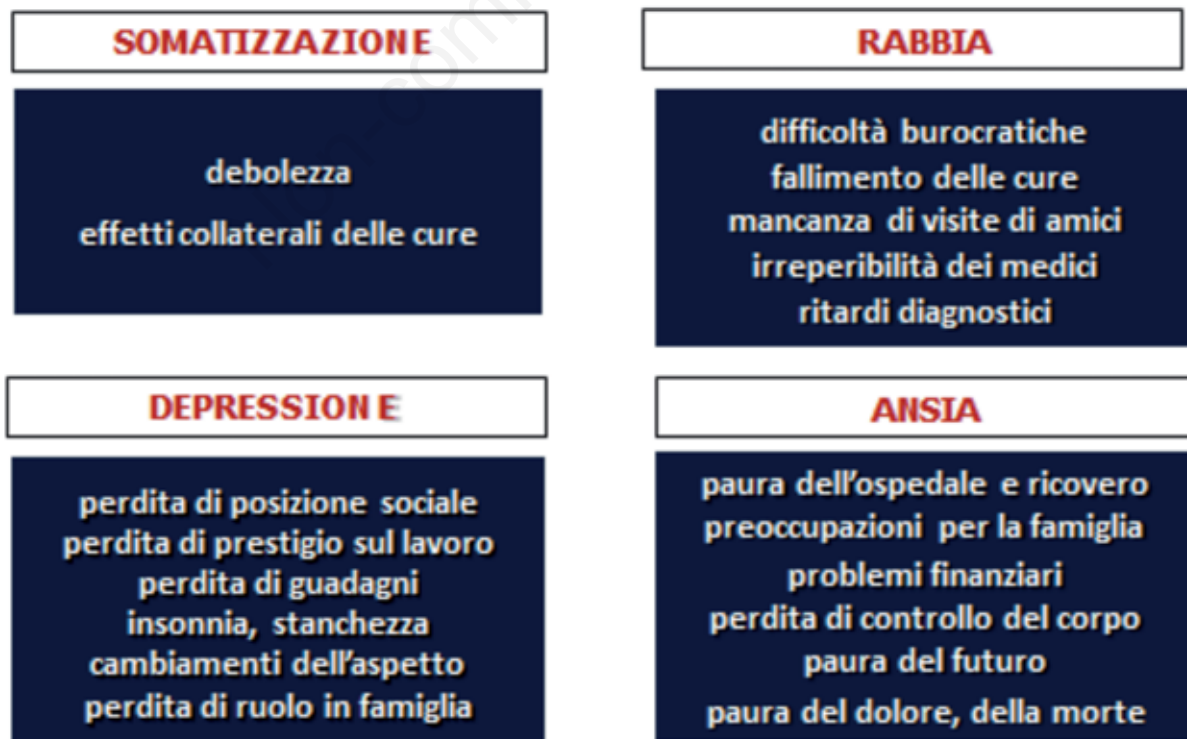 SOMATIZZAZIONE
debolezza
effetti collaterali delle cure
RABBIA
difficoltà burocratiche
fallimento delle cure
mancanza di visite di amici
irreperibilità dei medici
ritardi diagnostici
DEPRESSIONE
perdita di posizione sociale
perdita di prestigio sul lavoro
perdita di guadagni
insonnia, stanchezza
cambiamenti dell'aspetto
perdita di ruolo in famiglia
ANSIA
paura dell'ospedale e ricovero
preoccupazioni per la famiglia
problemi finanziari
perdita di controllo del corpo
paura del futuro
paura del dolore, della morte